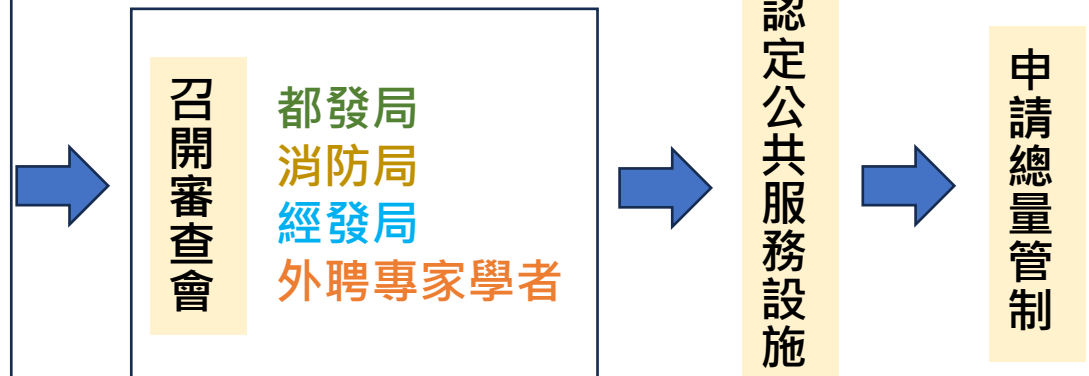 召開審查會
都發局
消防局
經發局
外聘專家學者
認定公共服務設施
申請總量管制